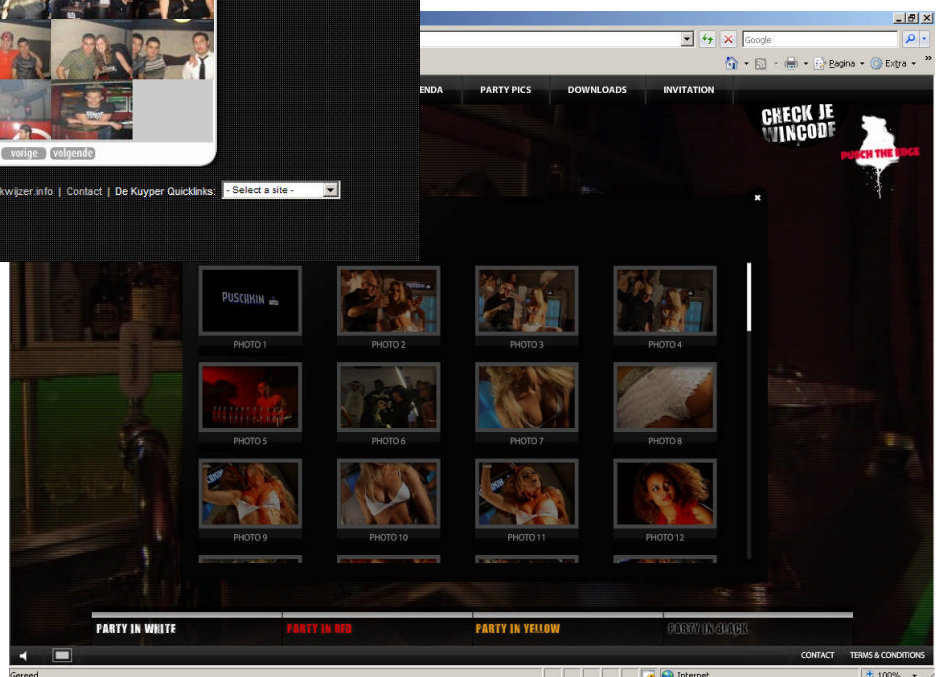 Google
Pagina
Extra
ENDA
PARTY PICS
DOWNLOADS
INVITATION
CHECK JE
WINCODE
PUSCH THE EDGE
vorige volgende
kwijzer.info | Contact | De Kuyper Quicklinks: - Select a site -
PUSCHKIN
PHOTO 1
PHOTO 2
PHOTO 3
PHOTO 4
PHOTO 5
PHOTO 6
PHOTO 7
PHOTO 8
PHOTO 9
PHOTO 10
PHOTO 11
PHOTO 12
PARTY IN WHITE
PARTY IN RED
PARTY IN YELLOW
PARTY IN BLACK
CONTACT
TERMS & CONDITIONS
Gereed
Internet
100%